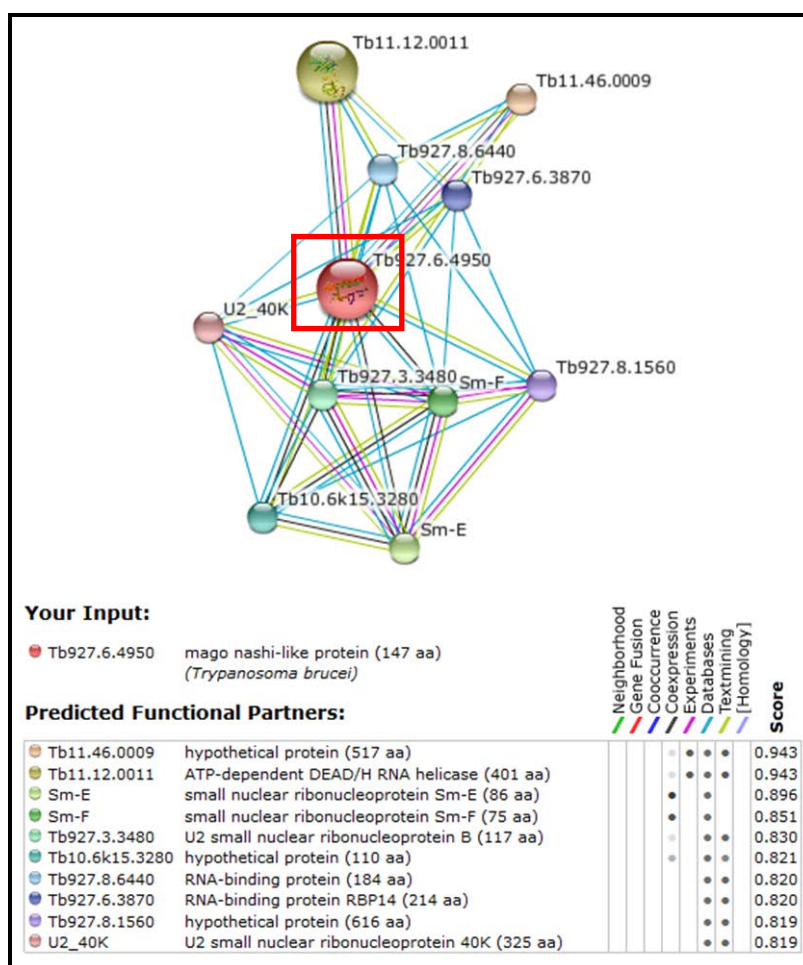 Tb11.12.0011
Tb11.46.0009
Tb927.8.6440
Tb927.6.3870
Tb927.6.4950
U2_40K
Tb927.3.3480
Sm-F
Tb927.8.1560
Tb10.6k15.3280
Sm-E
Your Input:
Tb927.6.4950 mago nashi-like protein (147 aa)
(Trypanosoma brucei)
Neighborhood
Gene Fusion
Cooccurrence
Coexpression
Experiments
Databases
Textmining
[Homology]
Score
Predicted Functional Partners:
Tb11.46.0009 hypothetical protein (517 aa) 0.943
Tb11.12.0011 ATP-dependent DEAD/H RNA helicase (401 aa) 0.943
Sm-E small nuclear ribonucleoprotein Sm-E (86 aa) 0.896
Sm-F small nuclear ribonucleoprotein Sm-F (75 aa) 0.851
Tb927.3.3480 U2 small nuclear ribonucleoprotein B (117 aa) 0.830
Tb10.6k15.3280 hypothetical protein (110 aa) 0.821
Tb927.8.6440 RNA-binding protein (184 aa) 0.820
Tb927.6.3870 RNA-binding protein RBP14 (214 aa) 0.820
Tb927.8.1560 hypothetical protein (616 aa) 0.819
U2_40K U2 small nuclear ribonucleoprotein 40K (325 aa) 0.819